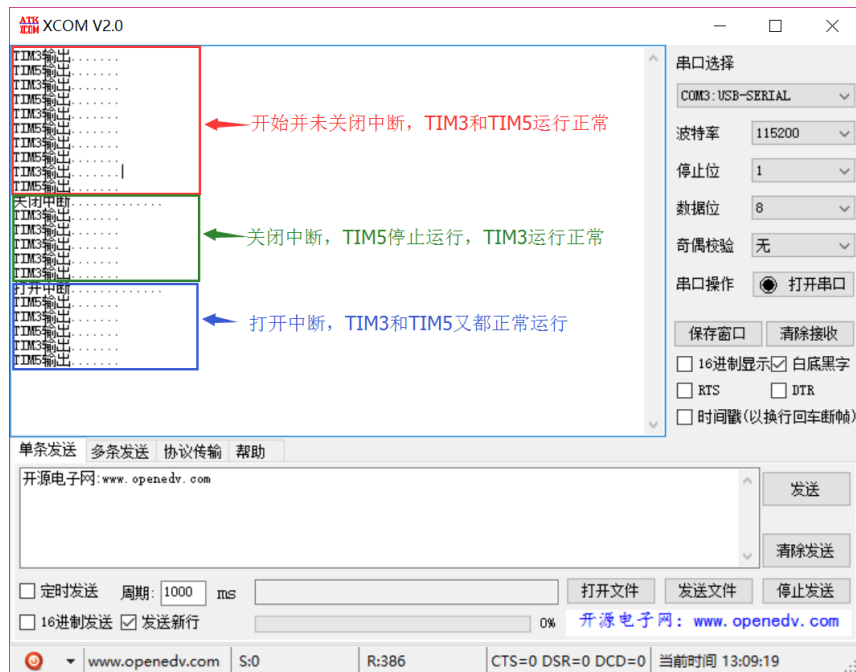 ATK
XCOM XCOM V2.0
TIM3输出.......
TIM5输出.......
TIM3输出.......
TIM5输出.......
TIM3输出.......
TIM5输出.......
TIM3输出.......
TIM5输出.......
TIM3输出.......
TIM5输出.......
开始并未关闭中断，TIM3和TIM5运行正常
关闭中断.............
TIM3输出.......
TIM3输出.......
TIM3输出.......
TIM3输出.......
TIM3输出.......
关闭中断，TIM5停止运行，TIM3运行正常
打开中断.............
TIM5输出.......
TIM3输出.......
TIM5输出.......
TIM3输出.......
TIM5输出.......
打开中断，TIM3和TIM5又都正常运行
串口选择
COM3:USB-SERIAL
波特率 115200
停止位 1
数据位 8
奇偶校验 无
串口操作 打开串口
保存窗口 清除接收
16进制显示 白底黑字
RTS DTR
时间戳(以换行回车断帧)
单条发送 多条发送 协议传输 帮助
开源电子网:www.openedv.com
发送
清除发送
定时发送 周期: 1000 ms 打开文件 发送文件 停止发送
16进制发送 发送新行 0% 开源电子网：www.openedv.com
www.openedv.com S:0 R:386 CTS=0 DSR=0 DCD=0 当前时间 13:09:19